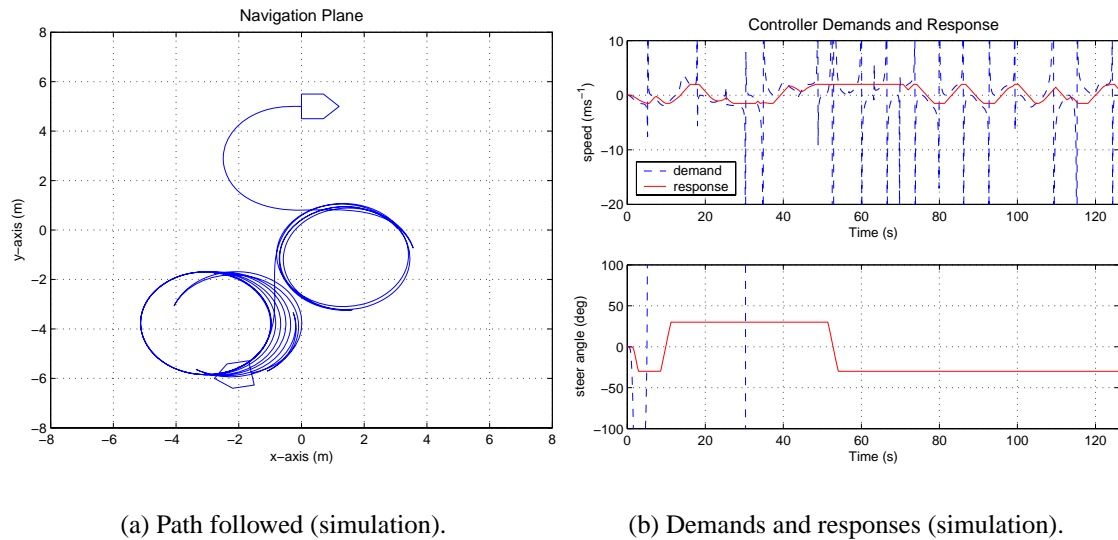 Navigation Plane
8
6
4
2
0
−2
−4
−6
−8
y−axis (m)
−8 −6 −4 −2 0 2 4 6 8
x−axis (m)
Controller Demands and Response
10
0
−10
−20
speed (ms⁻¹)
demand
response
0 20 40 60 80 100 120
Time (s)
100
50
0
−50
−100
steer angle (deg)
0 20 40 60 80 100 120
Time (s)
(a) Path followed (simulation).
(b) Demands and responses (simulation).